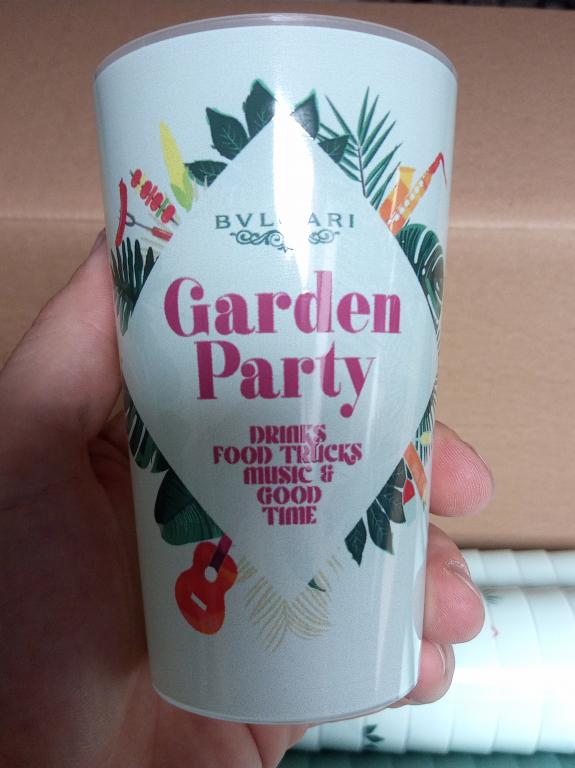 BVLGARI
Garden
Party
DRINKS
FOOD TRUCKS
MUSIC &
GOOD
TIME